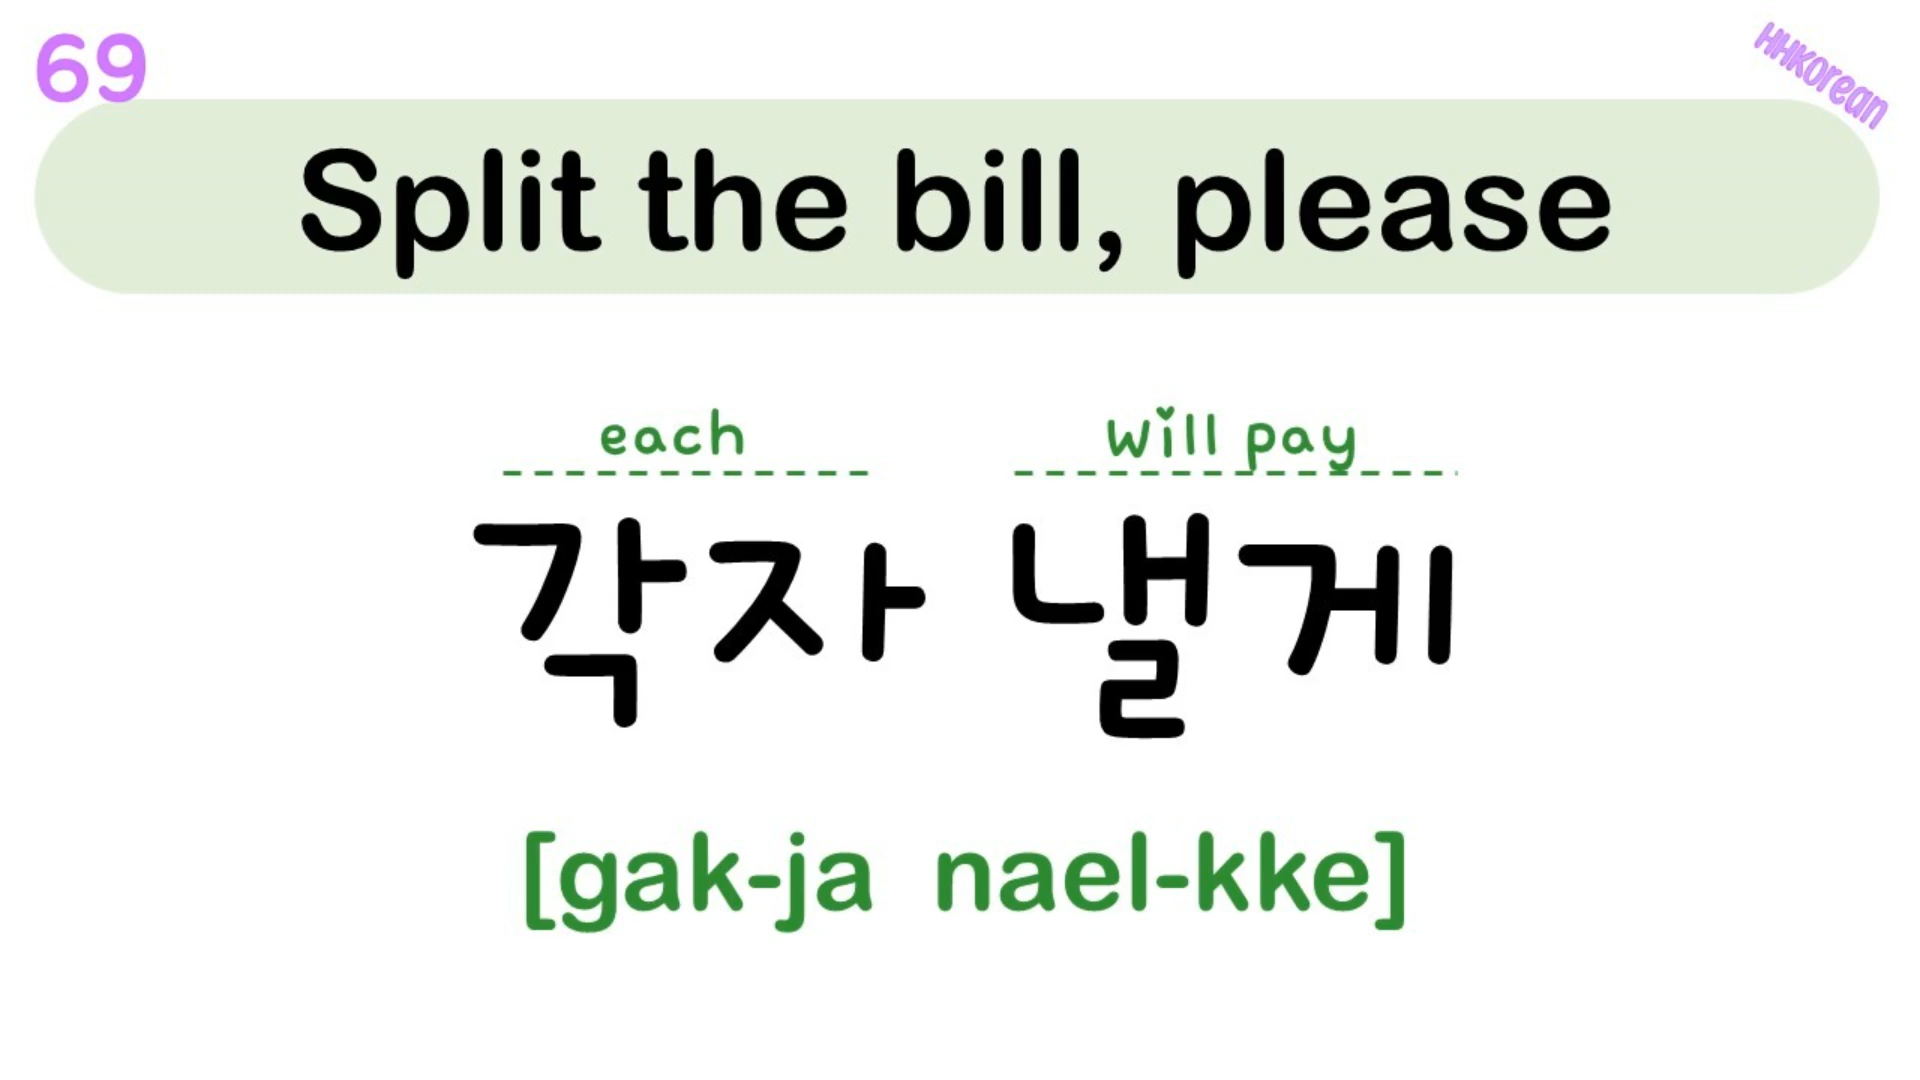 69
HHKorean
Split the bill, please
each will pay
각자 낼게
[gak-ja nael-kke]